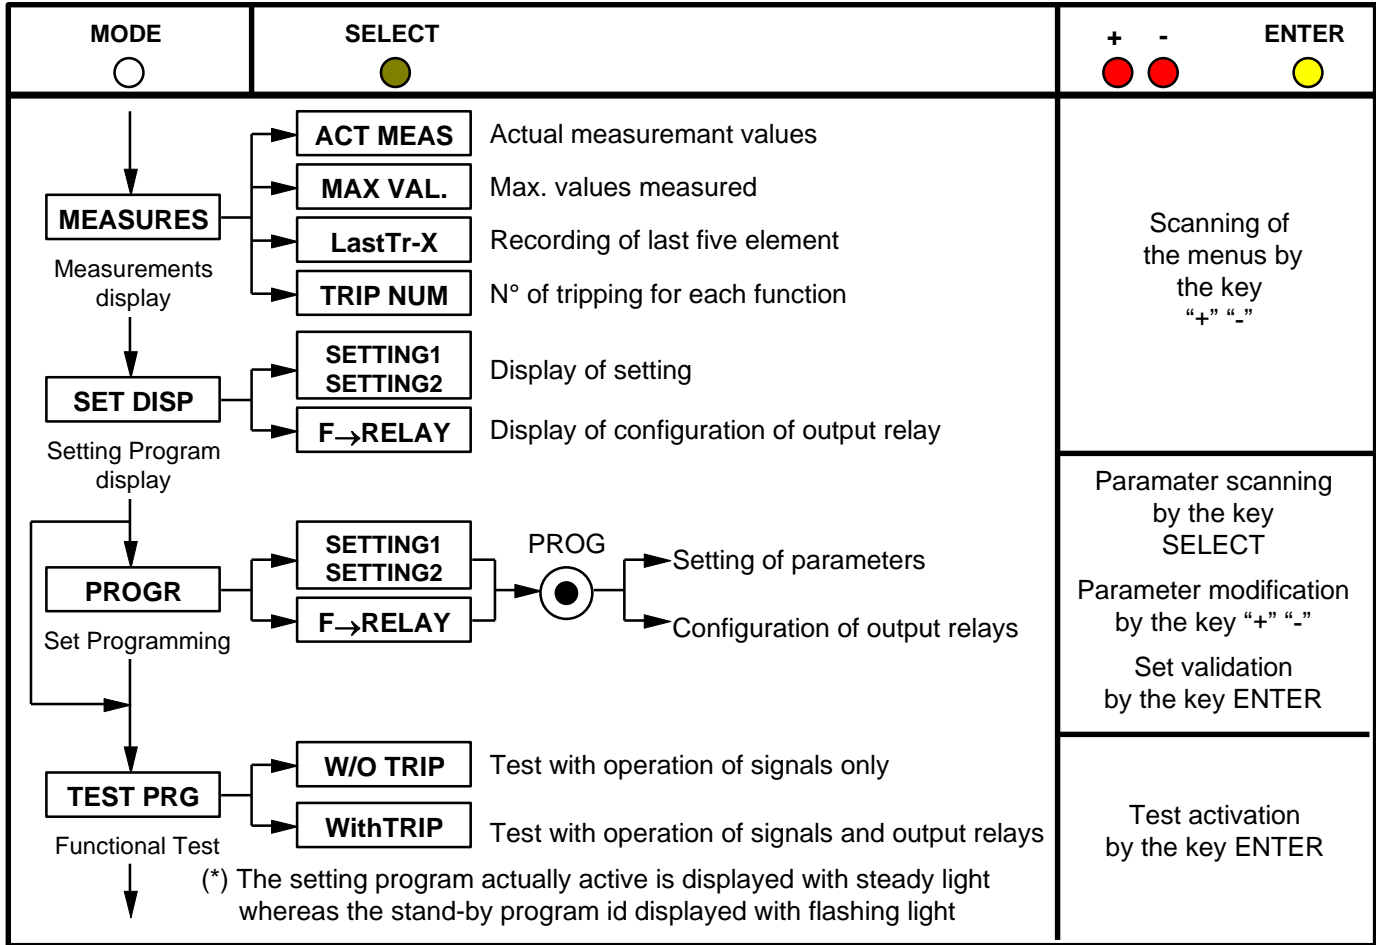 MODE
SELECT
+ -
ENTER
ACT MEAS
Actual measuremant values
MAX VAL.
Max. values measured
MEASURES
LastTr-X
Recording of last five element
Measurements
display
TRIP NUM
N° of tripping for each function
Scanning of
the menus by
the key
“+” “-”
SETTING1
SETTING2
Display of setting
SET DISP
F→RELAY
Display of configuration of output relay
Setting Program
display
Paramater scanning
by the key
SELECT
SETTING1
SETTING2
PROG
Setting of parameters
PROGR
F→RELAY
Configuration of output relays
Set Programming
Parameter modification
by the key “+” “-”
Set validation
by the key ENTER
W/O TRIP
Test with operation of signals only
TEST PRG
WithTRIP
Test with operation of signals and output relays
Functional Test
Test activation
by the key ENTER
(*) The setting program actually active is displayed with steady light
whereas the stand-by program id displayed with flashing light